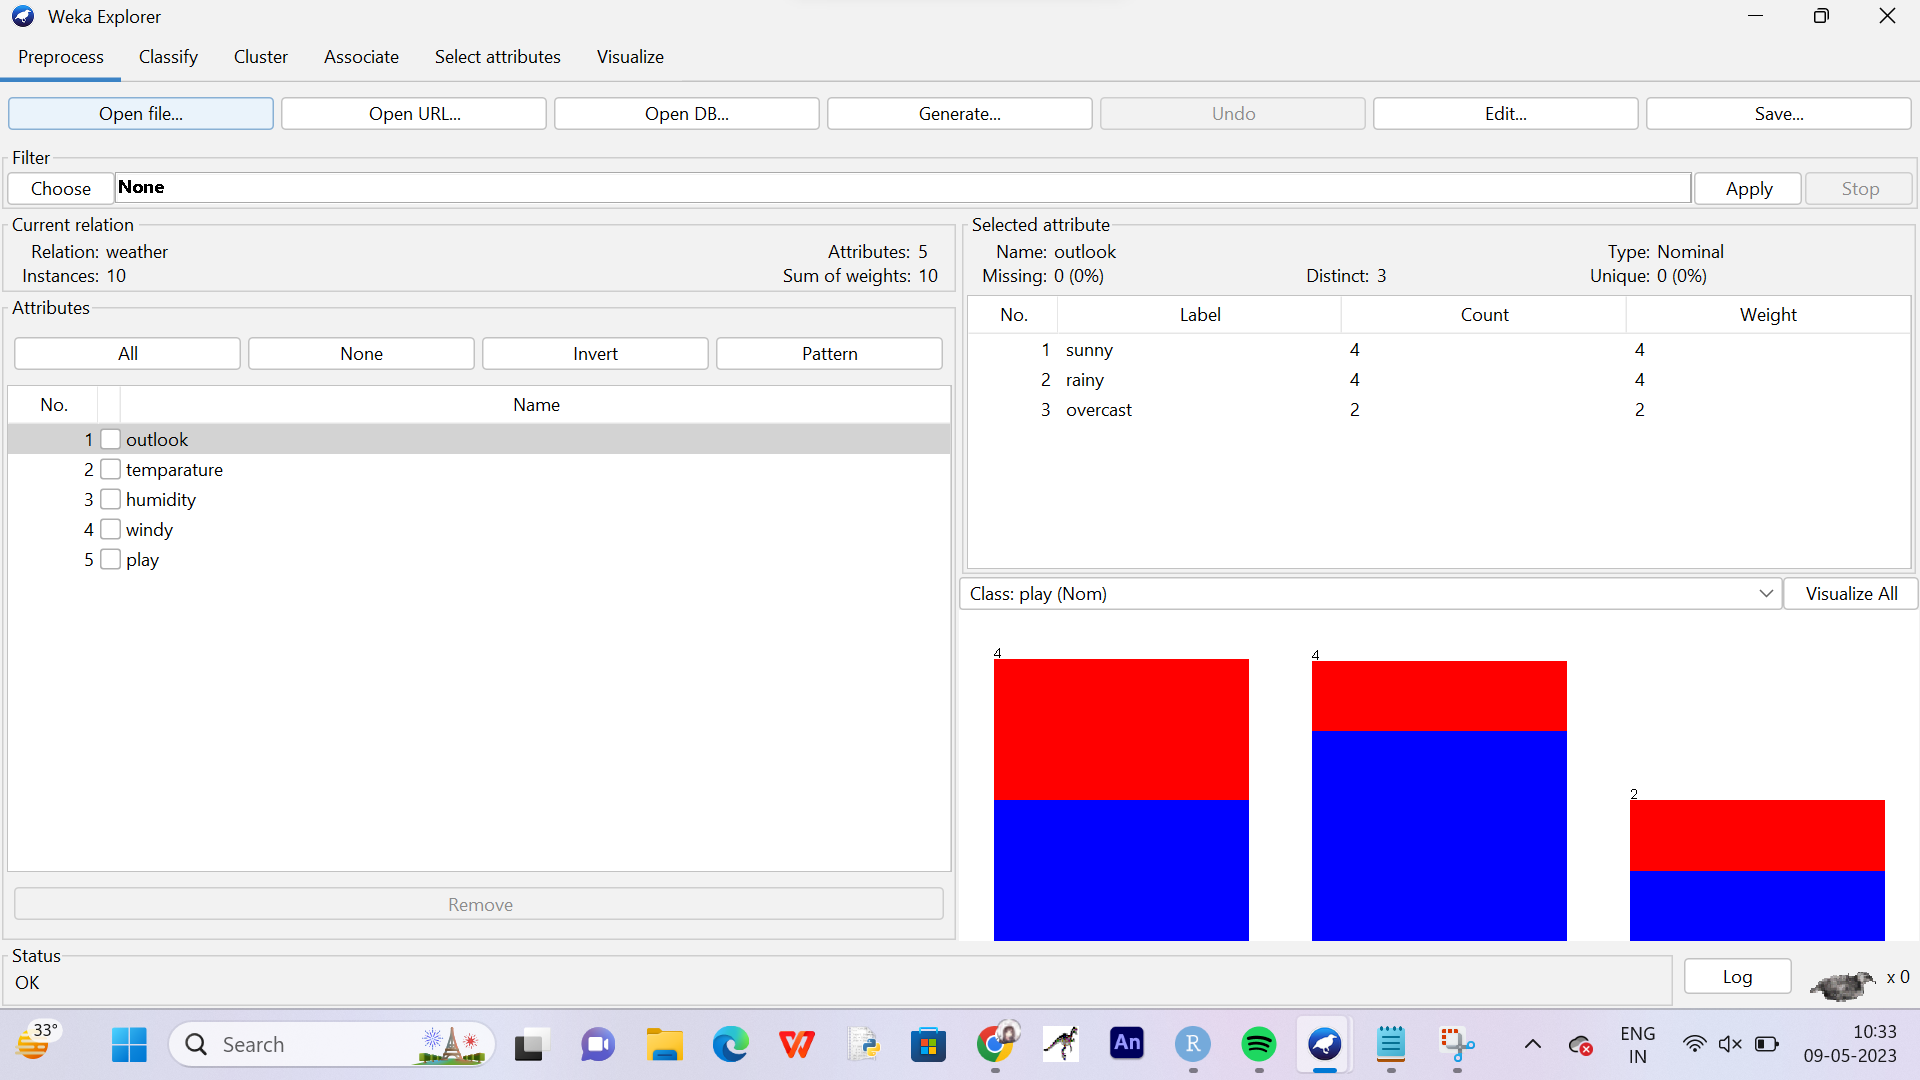 Weka Explorer
Preprocess Classify Cluster Associate Select attributes Visualize
Open file... Open URL... Open DB... Generate... Undo Edit... Save...
Filter
Choose None Apply Stop
Current relation
Relation: weather Attributes: 5
Instances: 10 Sum of weights: 10
Attributes
All None Invert Pattern
No. Name
1 outlook
2 temparature
3 humidity
4 windy
5 play
Remove
Selected attribute
Name: outlook Type: Nominal
Missing: 0 (0%) Distinct: 3 Unique: 0 (0%)
No. Label Count Weight
1 sunny 4 4
2 rainy 4 4
3 overcast 2 2
Class: play (Nom) Visualize All
4 4 2
Status
OK
Log x 0
33° Search An R ENG 10:33
IN 09-05-2023